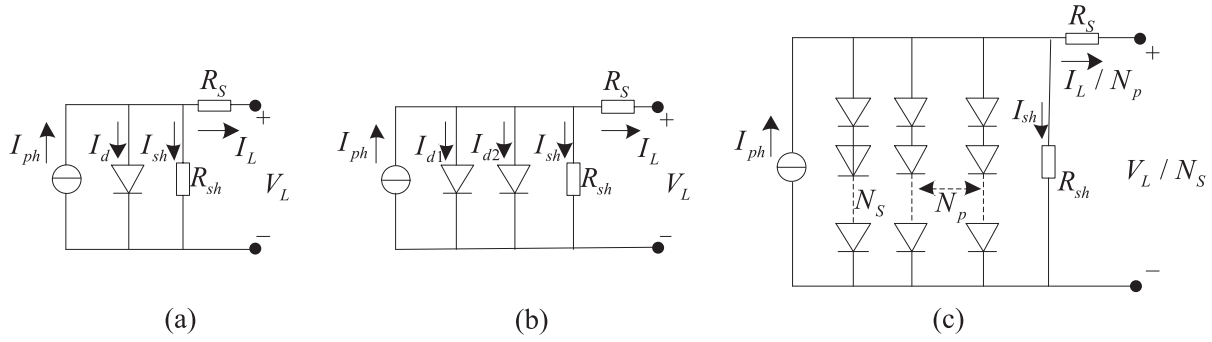 R_S
+
I_ph I_d I_sh I_L
R_sh V_L
−
(a)
R_S
+
I_ph I_d1 I_d2 I_sh I_L
R_sh V_L
−
(b)
R_S
+
I_L / N_p
I_ph I_sh
R_sh V_L / N_S
N_S N_p
−
(c)